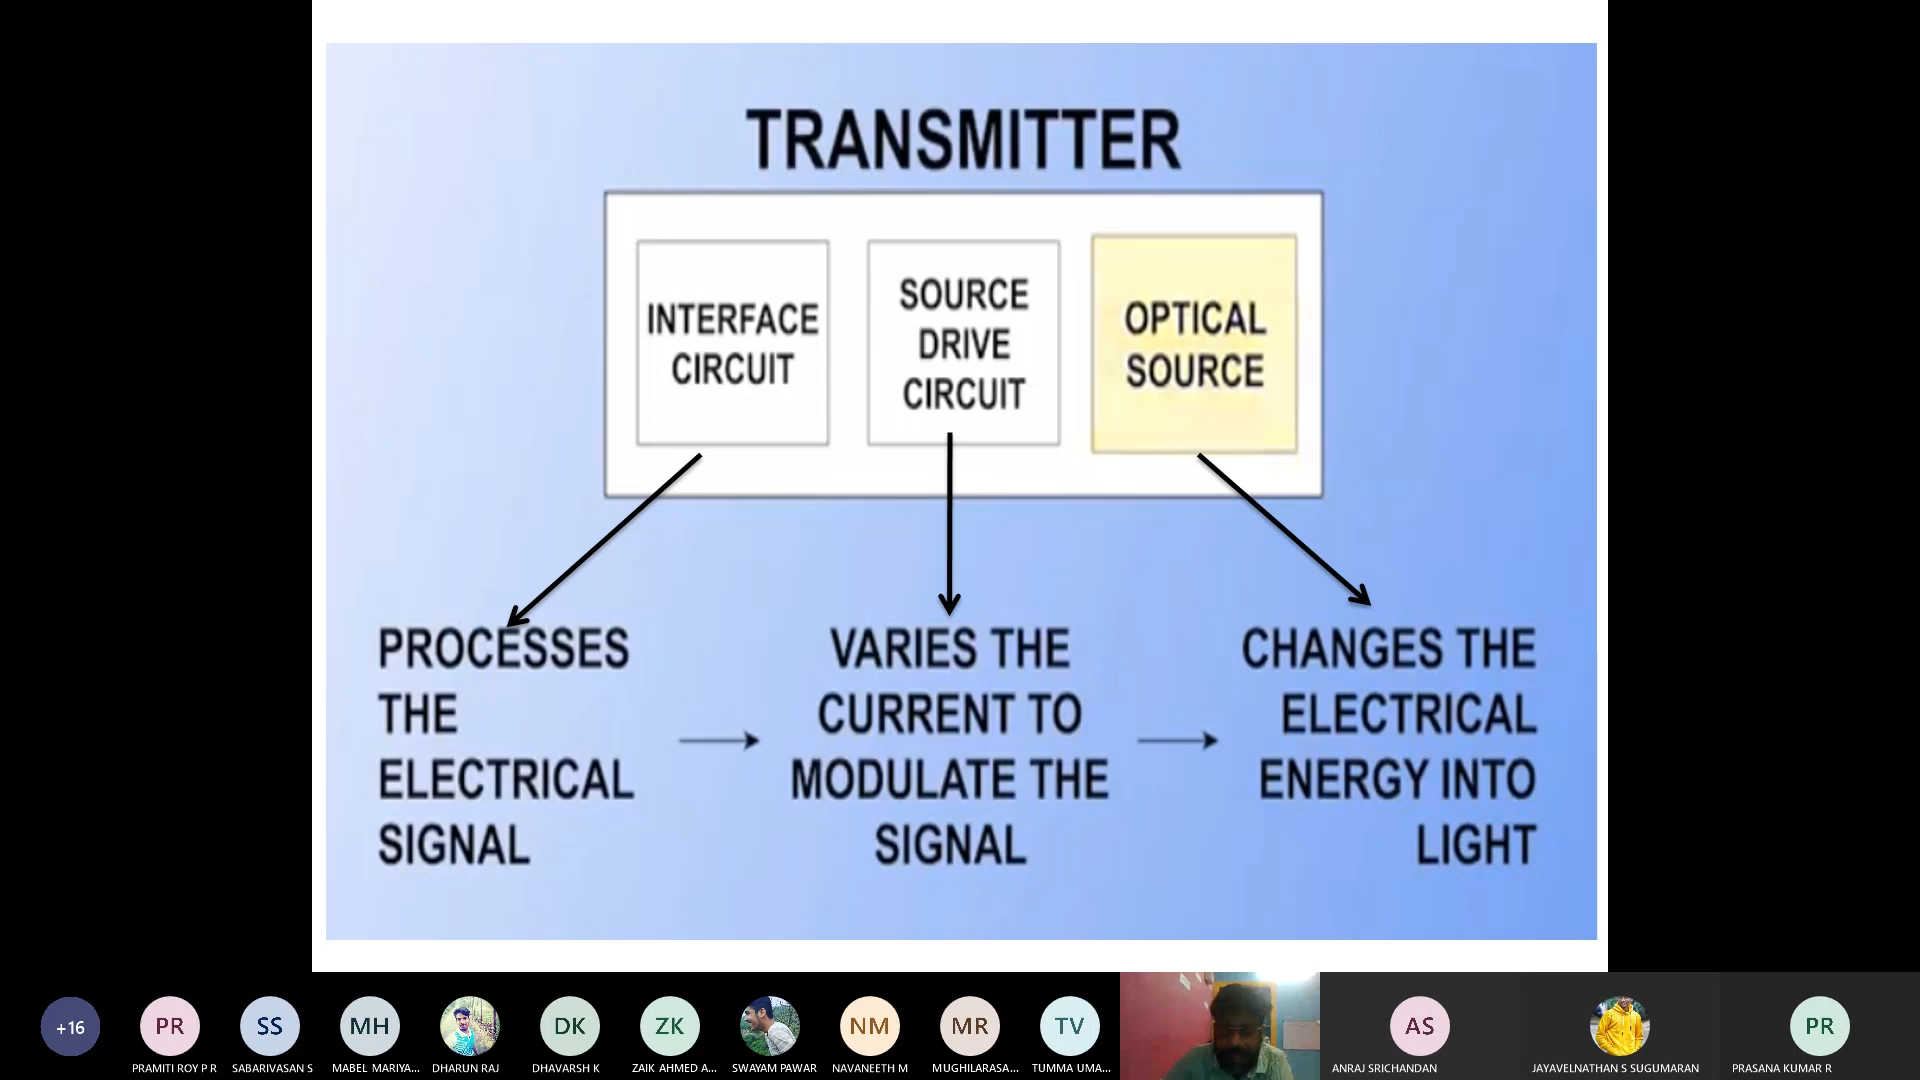 TRANSMITTER
INTERFACE
CIRCUIT
SOURCE
DRIVE
CIRCUIT
OPTICAL
SOURCE
PROCESSES
THE
ELECTRICAL
SIGNAL
VARIES THE
CURRENT TO
MODULATE THE
SIGNAL
CHANGES THE
ELECTRICAL
ENERGY INTO
LIGHT
+16
PR
PRAMITI ROY P R
SS
SABARIVASAN S
MH
MABEL MARIYA...
DHARUN RAJ
DK
DHAVARSH K
ZK
ZAIK AHMED A...
SWAYAM PAWAR
NM
NAVANEETH M
MR
MUGHILARASA...
TV
TUMMA UMA...
AS
ANRAJ SRICHANDAN
JAYAVELNATHAN S SUGUMARAN
PR
PRASANA KUMAR R